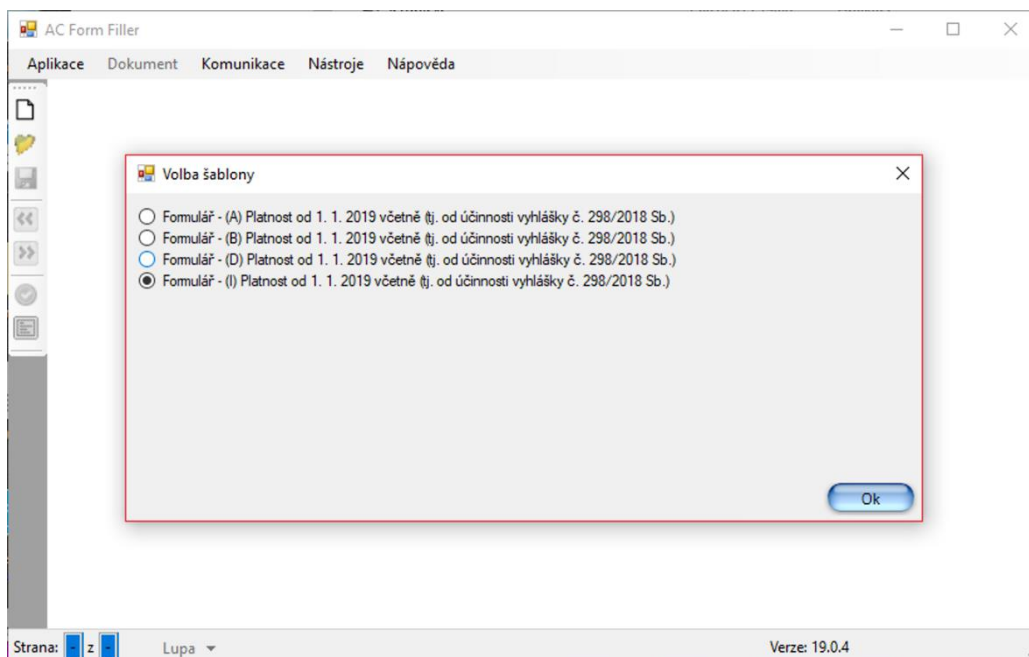 AC Form Filler
Aplikace Dokument Komunikace Nástroje Nápověda
Volba šablony
Formulář - (A) Platnost od 1. 1. 2019 včetně (tj. od účinnosti vyhlášky č. 298/2018 Sb.)
Formulář - (B) Platnost od 1. 1. 2019 včetně (tj. od účinnosti vyhlášky č. 298/2018 Sb.)
Formulář - (D) Platnost od 1. 1. 2019 včetně (tj. od účinnosti vyhlášky č. 298/2018 Sb.)
Formulář - (I) Platnost od 1. 1. 2019 včetně (tj. od účinnosti vyhlášky č. 298/2018 Sb.)
Ok
Strana: - z - Lupa Verze: 19.0.4